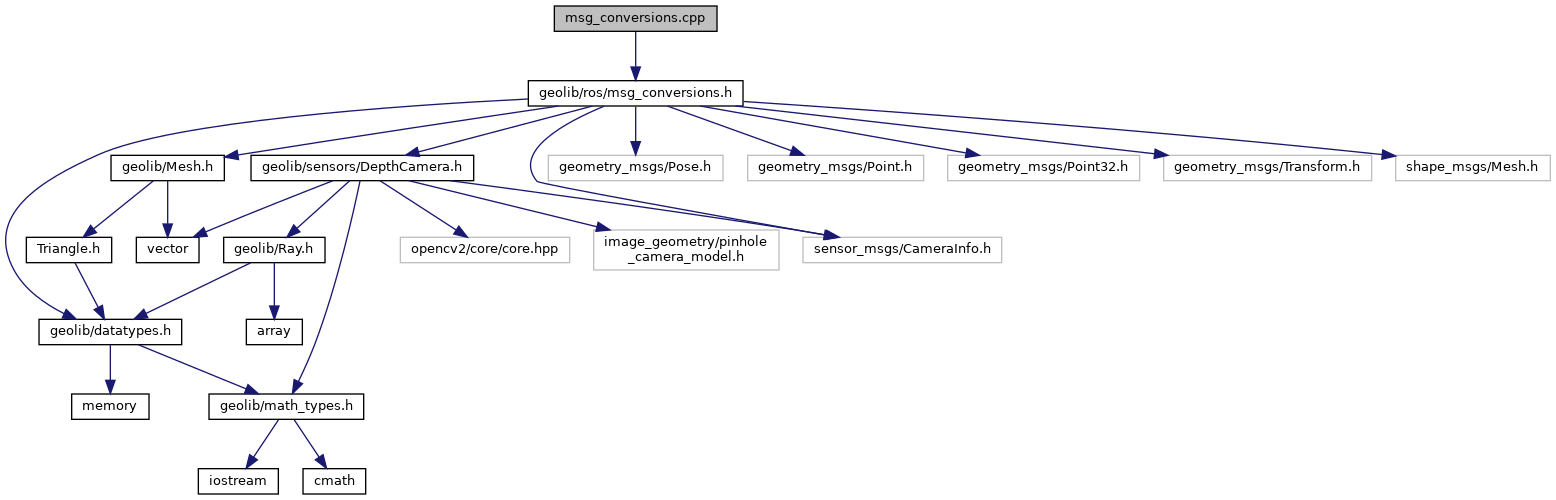 msg_conversions.cpp
geolib/ros/msg_conversions.h
geolib/Mesh.h
geolib/sensors/DepthCamera.h
geometry_msgs/Pose.h
geometry_msgs/Point.h
geometry_msgs/Point32.h
geometry_msgs/Transform.h
shape_msgs/Mesh.h
Triangle.h
vector
geolib/Ray.h
opencv2/core/core.hpp
image_geometry/pinhole
_camera_model.h
sensor_msgs/CameraInfo.h
geolib/datatypes.h
array
memory
geolib/math_types.h
iostream
cmath